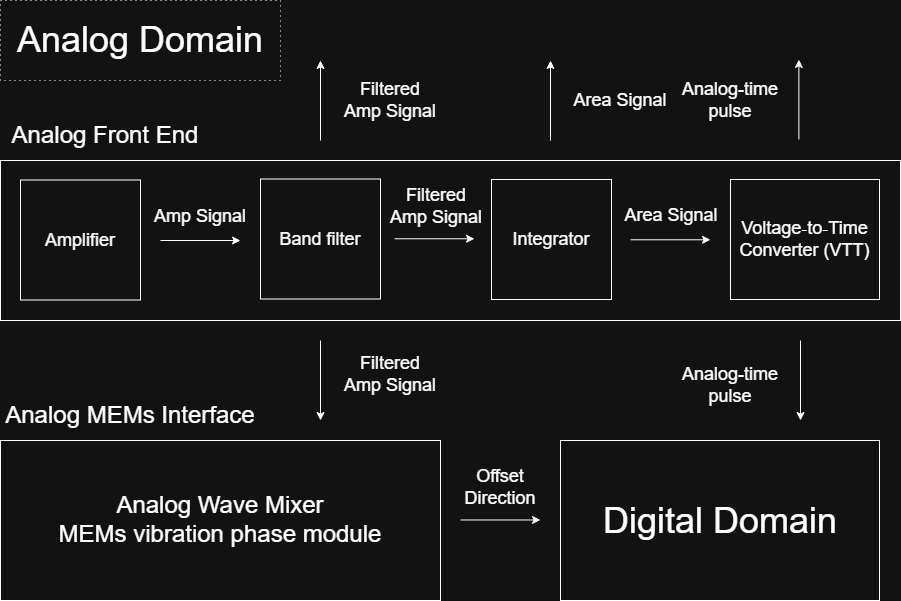 Analog Domain
Filtered
Amp Signal
Area Signal
Analog-time
pulse
Analog Front End
Amplifier
Amp Signal
Band filter
Filtered
Amp Signal
Integrator
Area Signal
Voltage-to-Time
Converter (VTT)
Filtered
Amp Signal
Analog-time
pulse
Analog MEMs Interface
Analog Wave Mixer
MEMs vibration phase module
Offset
Direction
Digital Domain